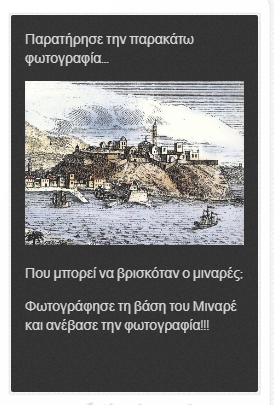 Παρατήρησε την παρακάτω
φωτογραφία...
Που μπορεί να βρισκόταν ο μιναρές;
Φωτογράφησε τη βάση του Μιναρέ
και ανέβασε την φωτογραφία!!!